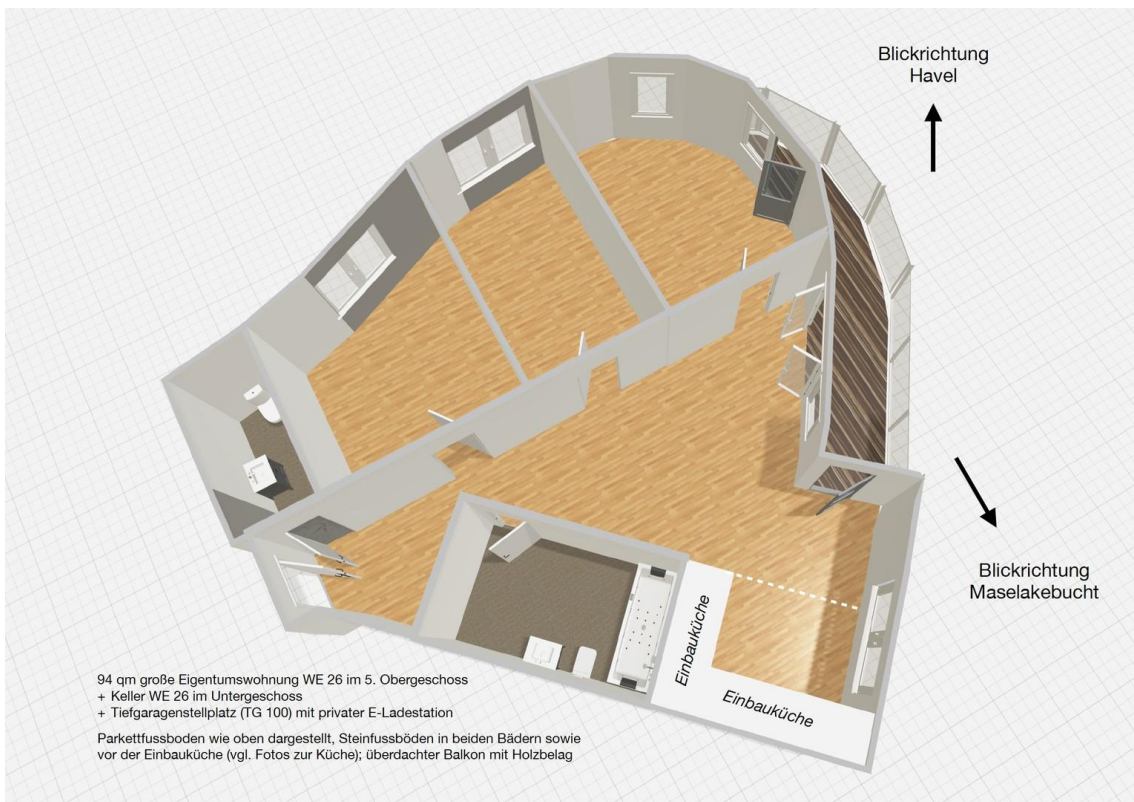 Blickrichtung
Havel
Blickrichtung
Maselakebucht
Einbauküche
Einbauküche
94 qm große Eigentumswohnung WE 26 im 5. Obergeschoss
+ Keller WE 26 im Untergeschoss
+ Tiefgaragenstellplatz (TG 100) mit privater E-Ladestation
Parkettfussboden wie oben dargestellt, Steinfussböden in beiden Bädern sowie
vor der Einbauküche (vgl. Fotos zur Küche); überdachter Balkon mit Holzbelag